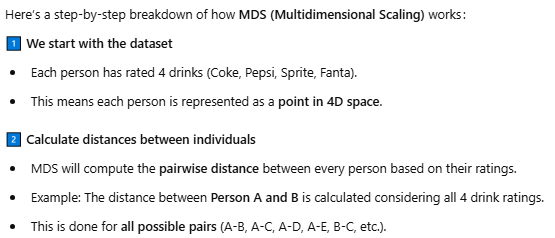 Here's a step-by-step breakdown of how MDS (Multidimensional Scaling) works:
1 We start with the dataset
• Each person has rated 4 drinks (Coke, Pepsi, Sprite, Fanta).
• This means each person is represented as a point in 4D space.
2 Calculate distances between individuals
• MDS will compute the pairwise distance between every person based on their ratings.
• Example: The distance between Person A and B is calculated considering all 4 drink ratings.
• This is done for all possible pairs (A-B, A-C, A-D, A-E, B-C, etc.).